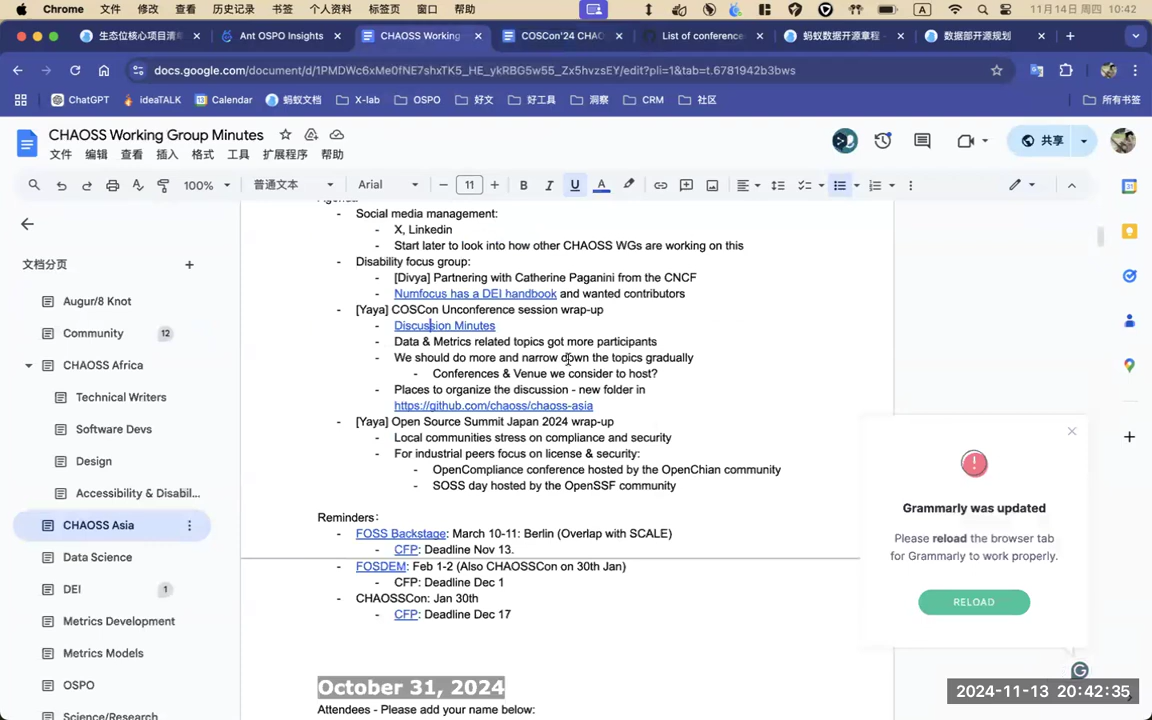 Chrome 文件 修改 查看 历史记录 书签 个人资料 标签页 窗口 帮助 A 11月14日 周四 10:42
生态位核心项目清单 Ant OSPO Insights CHAOSS Working COSCon'24 CHAO List of conference 蚂蚁数据开源章程 数据部开源规划
docs.google.com/document/d/1PMDWc6xMe0fNE7shxTK5_HE_ykRBG5w55_Zx5hvzsEY/edit?pli=1&tab=t.6781942b3bws
ChatGPT ideaTALK Calendar 蚂蚁文档 X-lab OSPO 好文 好工具 洞察 CRM 社区 所有书签
CHAOSS Working Group Minutes
共享
文件 编辑 查看 插入 格式 工具 扩展程序 帮助
100% 普通文本 Arial 11 B I U A
文档分页
Augur/8 Knot
Community 12
CHAOSS Africa
Technical Writers
Software Devs
Design
Accessibility & Disabil...
CHAOSS Asia
Data Science
DEI 1
Metrics Development
Metrics Models
OSPO
Science/Research
Agenda
- Social media management:
- X, Linkedin
- Start later to look into how other CHAOSS WGs are working on this
- Disability focus group:
- [Divya] Partnering with Catherine Paganini from the CNCF
- Numfocus has a DEI handbook and wanted contributors
- [Yaya] COSCon Unconference session wrap-up
- Discussion Minutes
- Data & Metrics related topics got more participants
- We should do more and narrow down the topics gradually
- Conferences & Venue we consider to host?
- Places to organize the discussion - new folder in
https://github.com/chaoss/chaoss-asia
- [Yaya] Open Source Summit Japan 2024 wrap-up
- Local communities stress on compliance and security
- For industrial peers focus on license & security:
- OpenCompliance conference hosted by the OpenChian community
- SOSS day hosted by the OpenSSF community
Reminders：
- FOSS Backstage: March 10-11: Berlin (Overlap with SCALE)
- CFP: Deadline Nov 13.
- FOSDEM: Feb 1-2 (Also CHAOSSCon on 30th Jan)
- CFP: Deadline Dec 1
- CHAOSSCon: Jan 30th
- CFP: Deadline Dec 17
October 31, 2024
Attendees - Please add your name below:
Grammarly was updated
Please reload the browser tab
for Grammarly to work properly.
RELOAD
2024-11-13 20:42:35